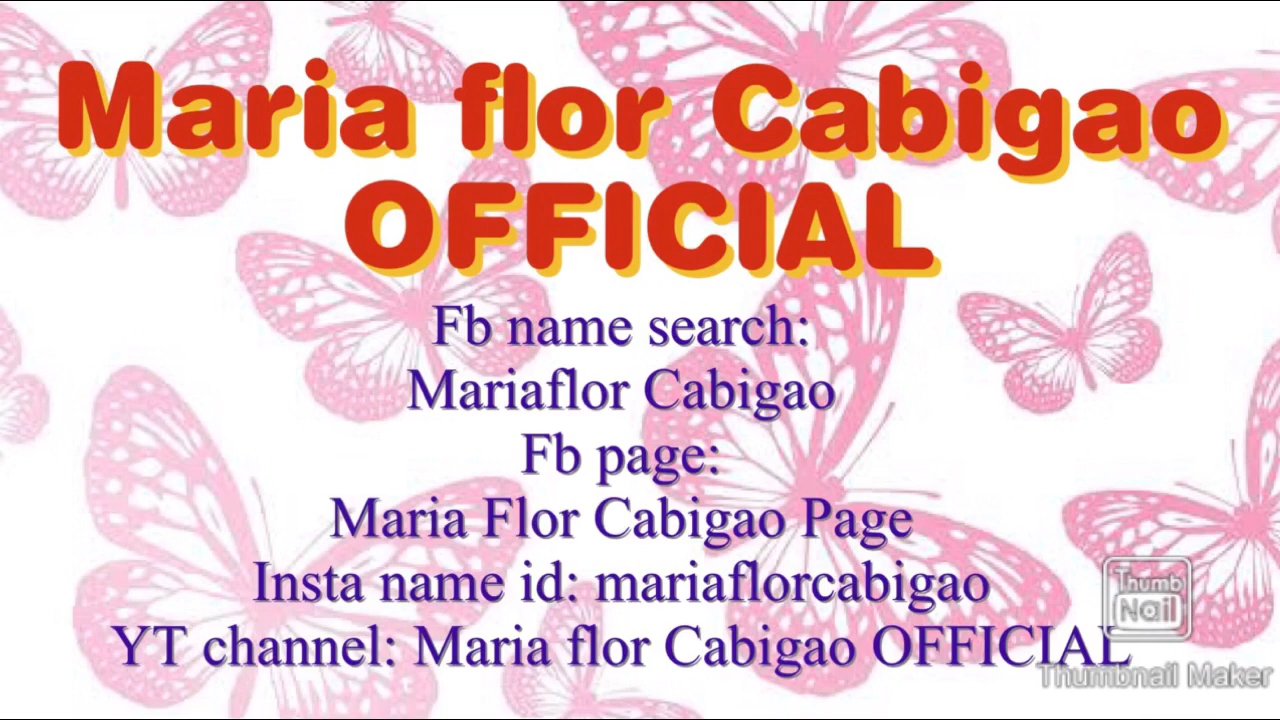 Maria flor Cabigao
OFFICIAL
Fb name search:
Mariaflor Cabigao
Fb page:
Maria Flor Cabigao Page
Insta name id: mariaflorcabigao
YT channel: Maria flor Cabigao OFFICIAL
Thumb
Nail
Thumbnail Maker